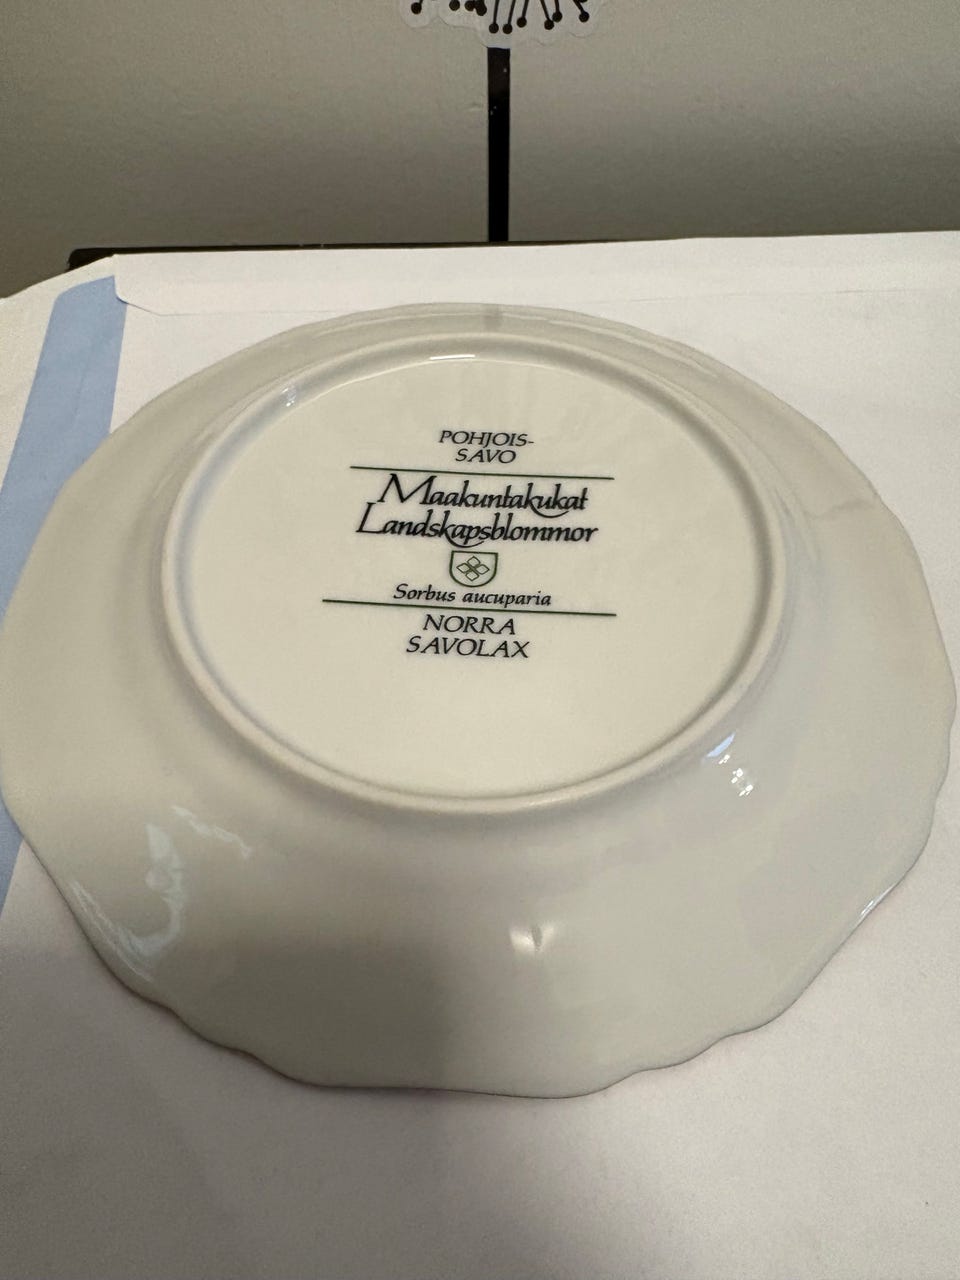 POHJOIS-
SAVO
Maakuntakukat
Landskapsblommor
Sorbus aucuparia
NORRA
SAVOLAX